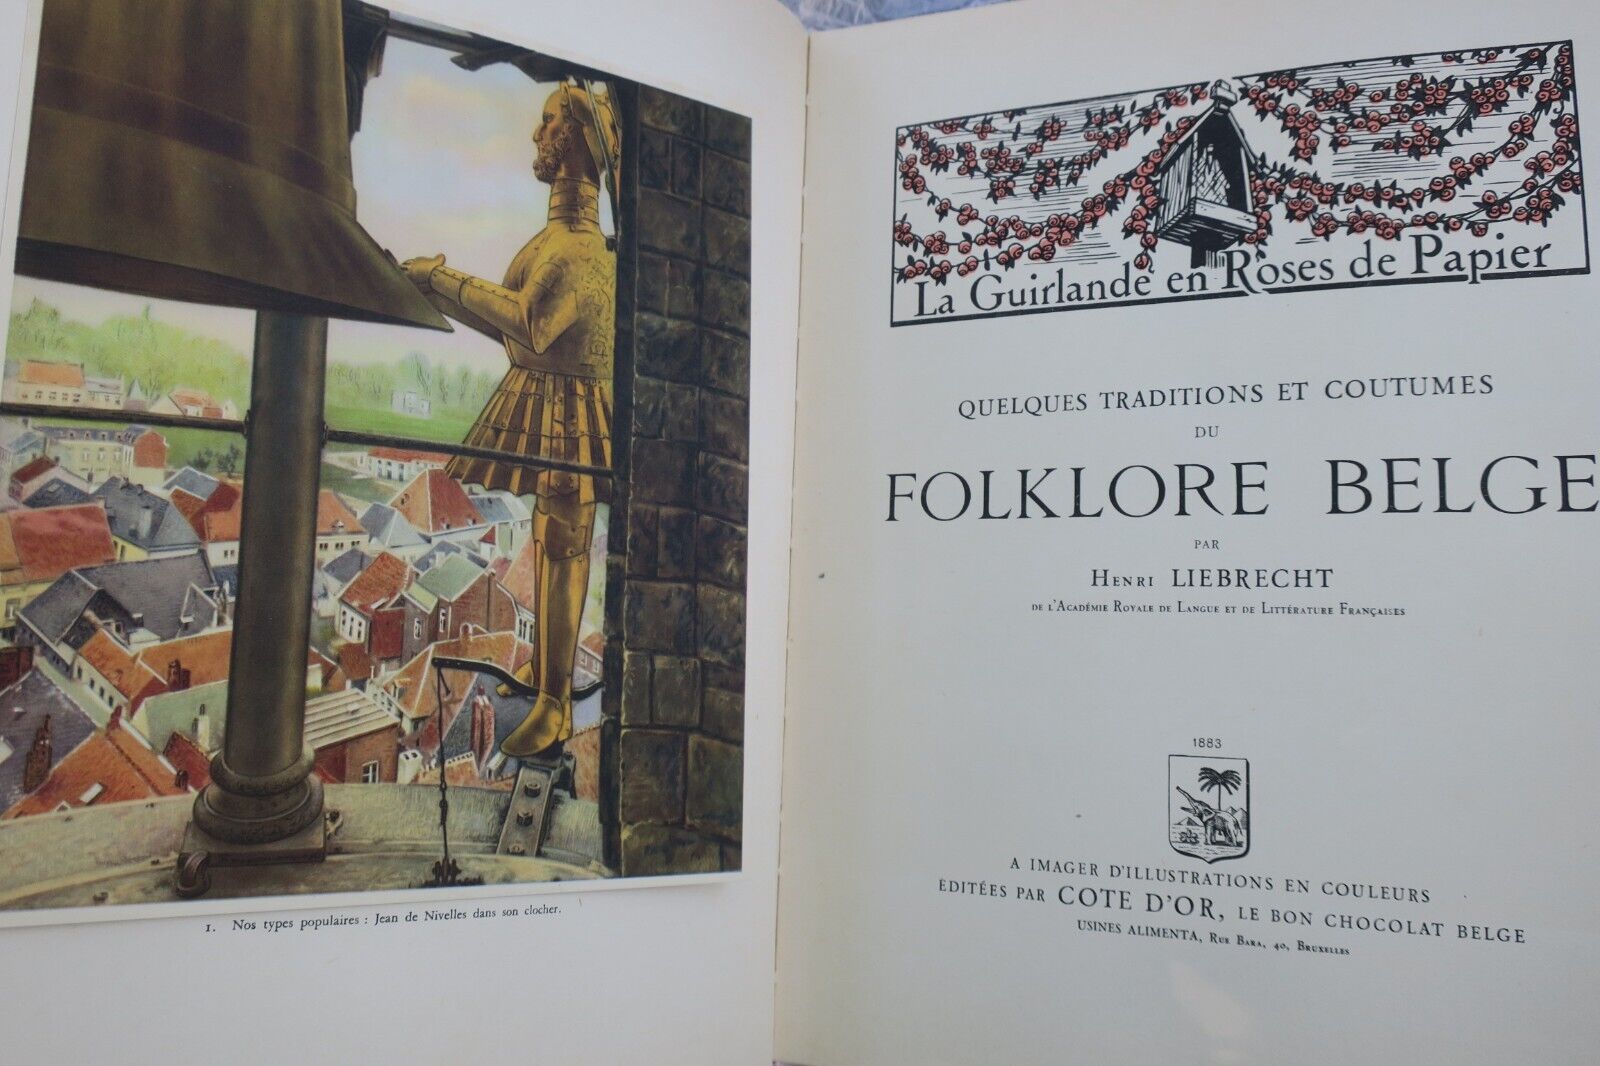 1. Nos types populaires : Jean de Nivelles dans son clocher.
La Guirlande en Roses de Papier
QUELQUES TRADITIONS ET COUTUMES
DU
FOLKLORE BELGE
PAR
HENRI LIEBRECHT
DE L'ACADÉMIE ROYALE DE LANGUE ET DE LITTÉRATURE FRANÇAISES
1883
A IMAGER D'ILLUSTRATIONS EN COULEURS
ÉDITÉES PAR COTE D'OR, LE BON CHOCOLAT BELGE
USINES ALIMENTA, RUE BARA, 40, BRUXELLES